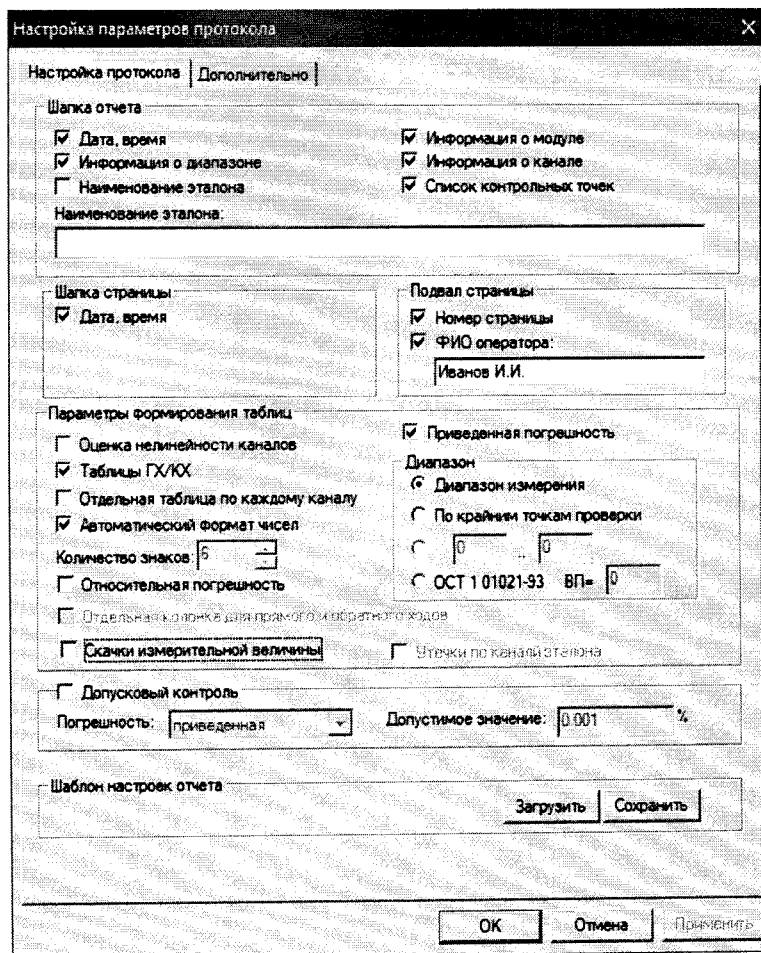 Настройка параметров протокола
Настройка протокола Дополнительно
Шапка отчета
Дата, время
Информация о модуле
Информация о диапазоне
Информация о канале
Наименование эталона
Список контрольных точек
Наименование эталона:
Шапка страницы
Подвал страницы
Дата, время
Номер страницы
ФИО оператора:
Иванов И.И.
Параметры формирования таблиц
Оценка нелинейности каналов
Приведенная погрешность
Таблицы ГХ/КХ
Диапазон
Диапазон измерения
Отдельная таблица по каждому каналу
По крайним точкам проверки
Автоматический формат чисел
0 .. 0
Количество знаков: 6
ОСТ 1 01021-93 ВП= 0
Относительная погрешность
Отдельная колонка для прямого и обратного ходов
Скачки измерительной величины
Утечки по канали эталона
Допусковый контроль
Погрешность: приведенная
Допустимое значение: 0.001 %
Шаблон настроек отчета
Загрузить Сохранить
ОК Отмена Применить